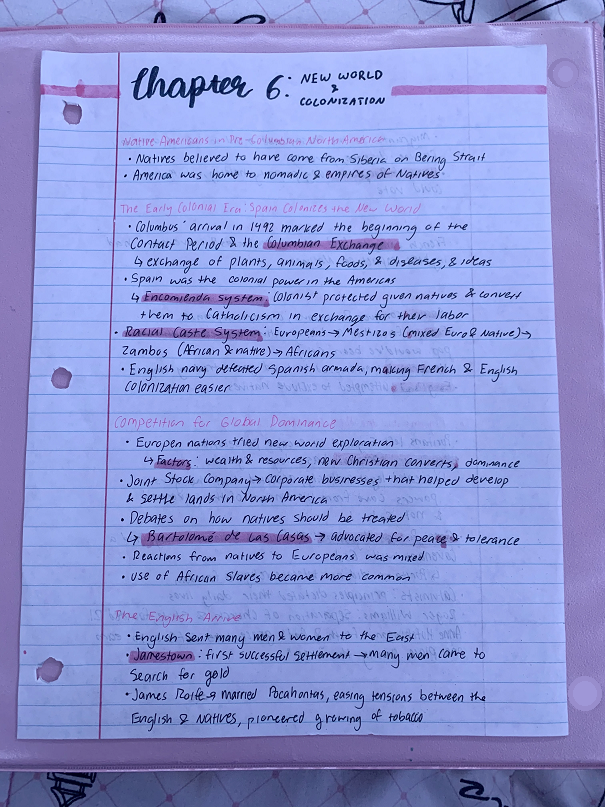 Chapter 6: NEW WORLD
&
COLONIZATION
Native Americans in Pre-Columbian North America
• Natives believed to have come from Siberia on Bering Strait
• America was home to nomadic & empires of Natives
The Early Colonial Era: Spain Colonizes the New World
• Columbus' arrival in 1492 marked the beginning of the
Contact Period & the Columbian Exchange
↳ exchange of plants, animals, foods, & diseases, & ideas
• Spain was the colonial power in the Americas
↳ Encomienda system: Colonist protected given natives & convert
them to Catholicism in exchange for their labor
• Racial Caste System: Europeans → Mestizos (mixed Euro & Native) →
Zambos (African & native) → Africans
• English navy defeated Spanish armada, making French & English
colonization easier
Competition for Global Dominance
• Europen nations tried new world exploration
↳ Factors: wealth & resources, new Christian converts, dominance
• Joint Stock Company → corporate businesses that helped develop
& settle lands in North America
• Debates on how natives should be treated
↳ Bartolomé de Las Casas → advocated for peace & tolerance
• Reactions from natives to Europeans was mixed
• use of African slaves became more common
The English Arrive
• English sent many men & women to the East
• Jamestown: first successful settlement → many men came to
search for gold
• James Rolfe → married Pocahontas, easing tensions between the
English & Natives, pioneered growing of tobacco